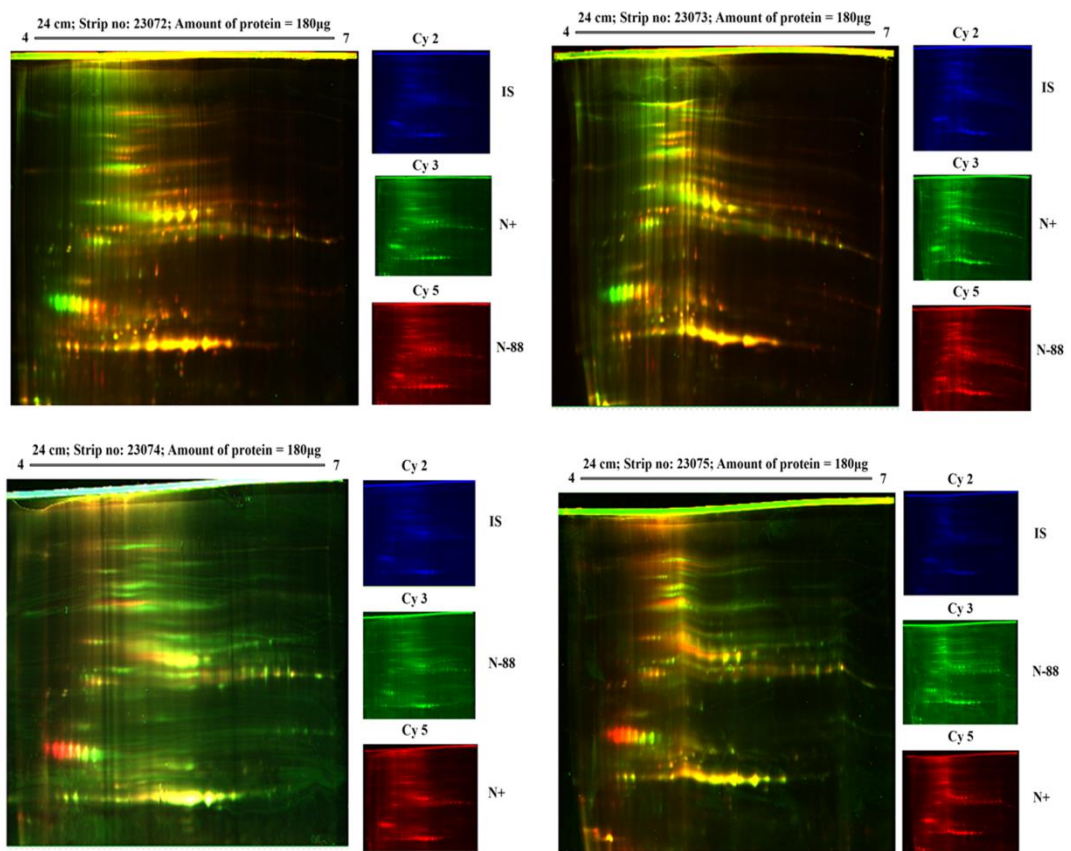 24 cm; Strip no: 23072; Amount of protein = 180μg
4 7
Cy 2
IS
Cy 3
N+
Cy 5
N-88
24 cm; Strip no: 23073; Amount of protein = 180μg
4 7
Cy 2
IS
Cy 3
N+
Cy 5
N-88
24 cm; Strip no: 23074; Amount of protein = 180μg
4 7
Cy 2
IS
Cy 3
N-88
Cy 5
N+
24 cm; Strip no: 23075; Amount of protein = 180μg
4 7
Cy 2
IS
Cy 3
N-88
Cy 5
N+